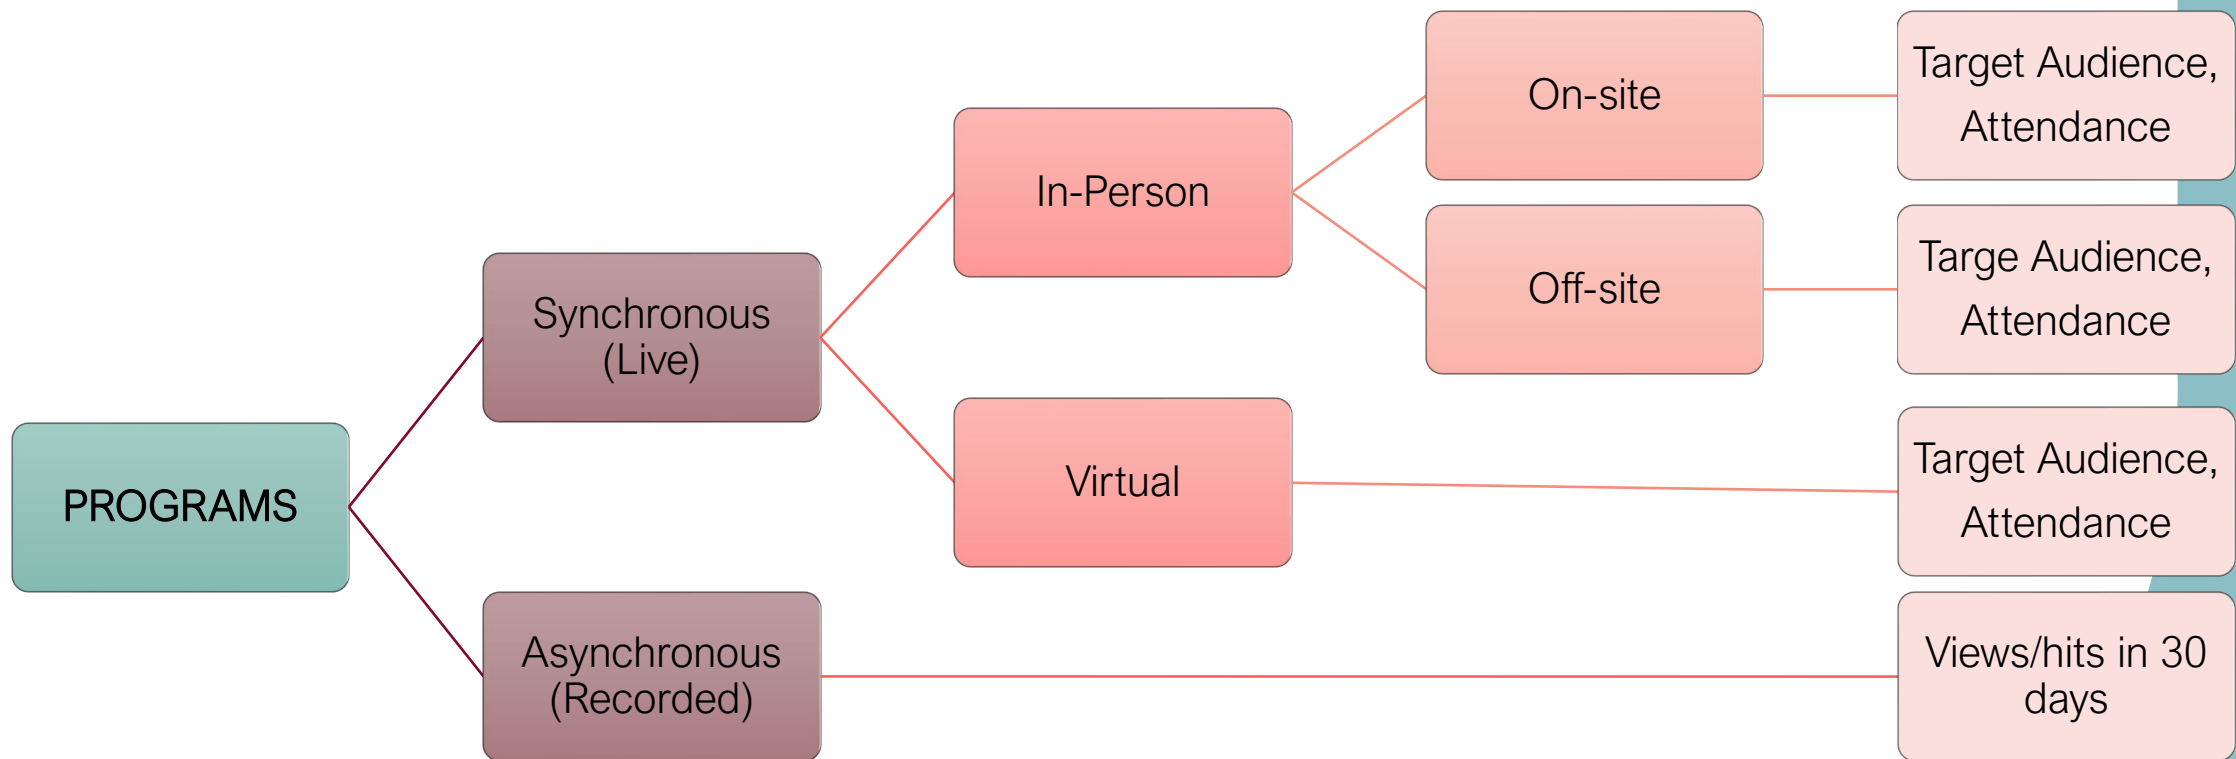 PROGRAMS
Synchronous
(Live)
Asynchronous
(Recorded)
In-Person
Virtual
On-site
Off-site
Target Audience,
Attendance
Targe Audience,
Attendance
Target Audience,
Attendance
Views/hits in 30
days